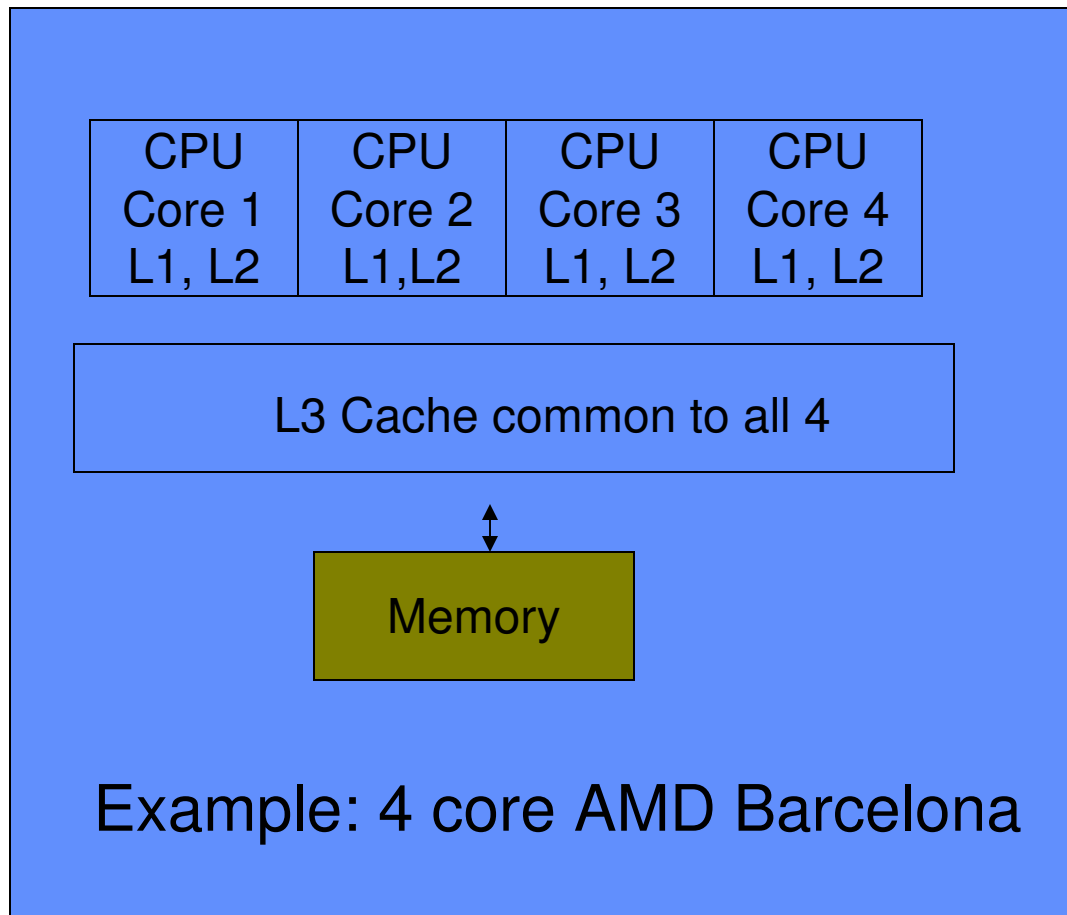 CPU
Core 1
L1, L2
CPU
Core 2
L1,L2
CPU
Core 3
L1, L2
CPU
Core 4
L1, L2
L3 Cache common to all 4
Memory
Example: 4 core AMD Barcelona